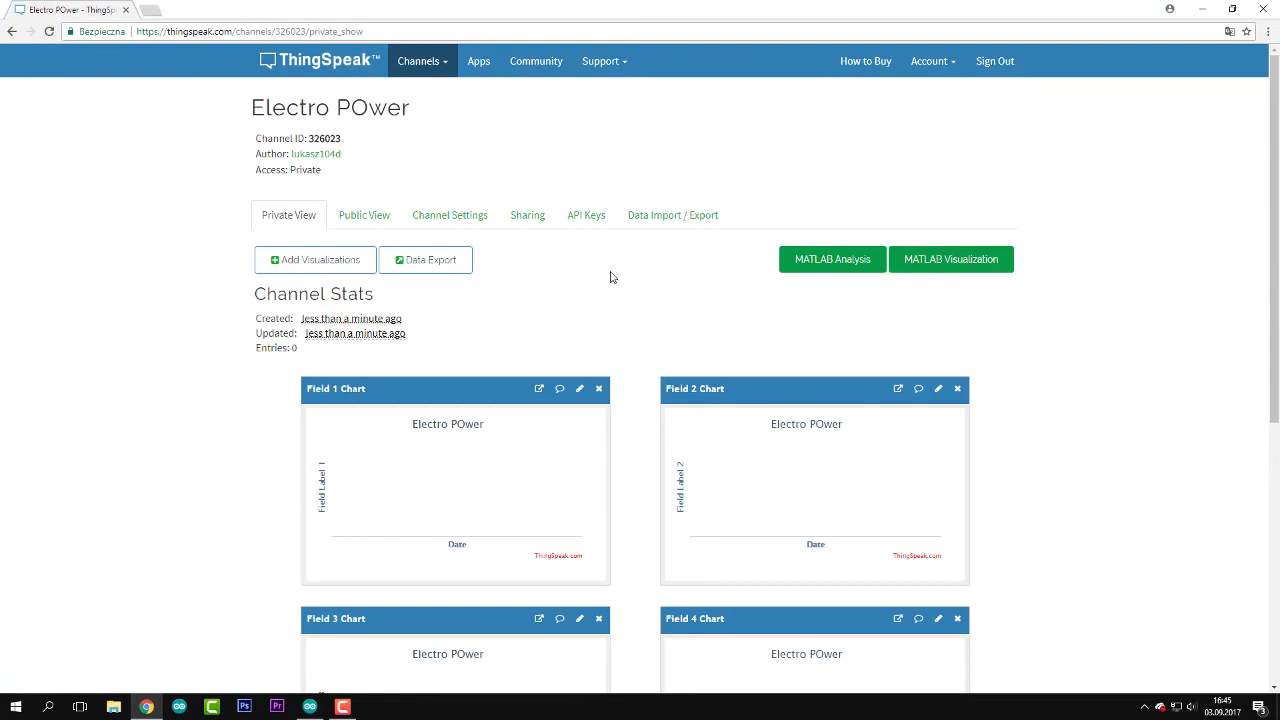 Electro POwer - ThingSp
Bezpieczna
https://thingspeak.com/channels/326023/private_show
ThingSpeak™
Channels
Apps
Community
Support
How to Buy
Account
Sign Out
Electro POwer
Channel ID: 326023
Author: lukasz104d
Access: Private
Private View
Public View
Channel Settings
Sharing
API Keys
Data Import / Export
Add Visualizations
Data Export
MATLAB Analysis
MATLAB Visualization
Channel Stats
Created: less than a minute ago
Updated: less than a minute ago
Entries: 0
Field 1 Chart
Electro POwer
Field Label 1
Date
ThingSpeak.com
Field 2 Chart
Electro POwer
Field Label 2
Date
ThingSpeak.com
Field 3 Chart
Electro POwer
Field 4 Chart
Electro POwer
Ps
Pr
16:45
03.09.2017
3